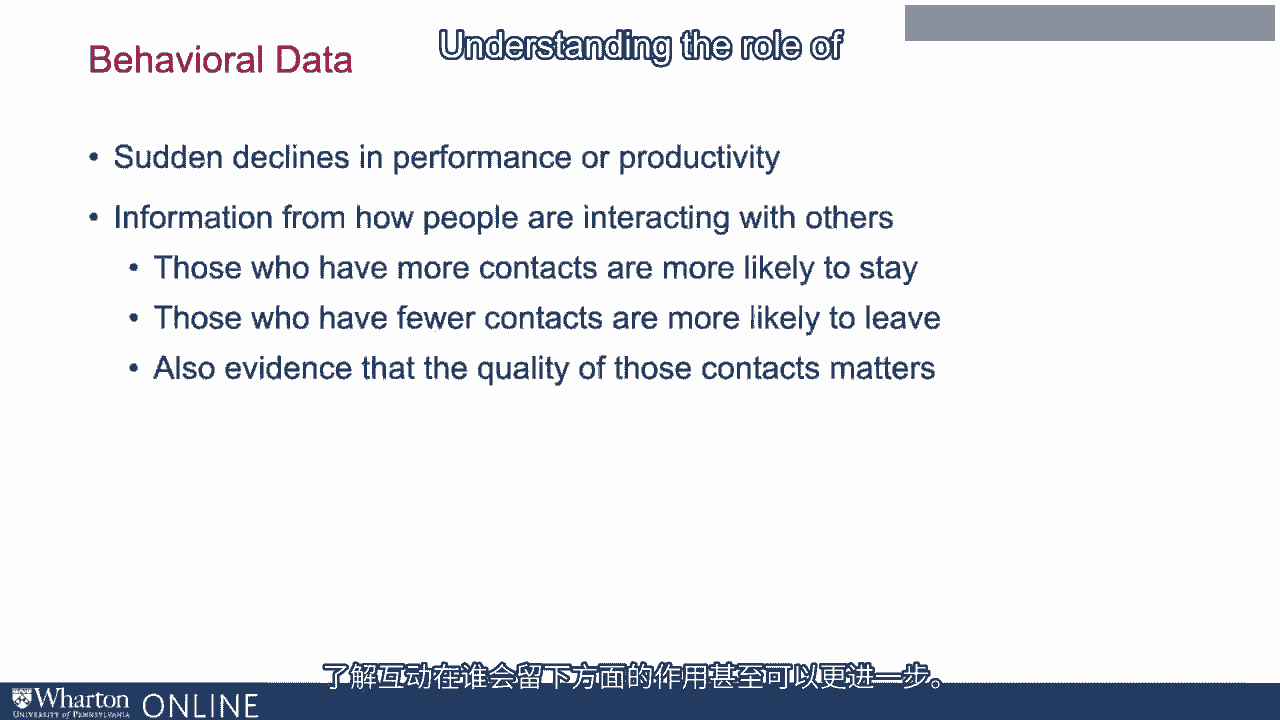 Understanding the role of
Behavioral Data
• Sudden declines in performance or productivity
• Information from how people are interacting with others
• Those who have more contacts are more likely to stay
• Those who have fewer contacts are more likely to leave
• Also evidence that the quality of those contacts matters
了解互动在谁会留下方面的作用甚至可以更进一步。
Wharton ONLINE
UNIVERSITY of PENNSYLVANIA